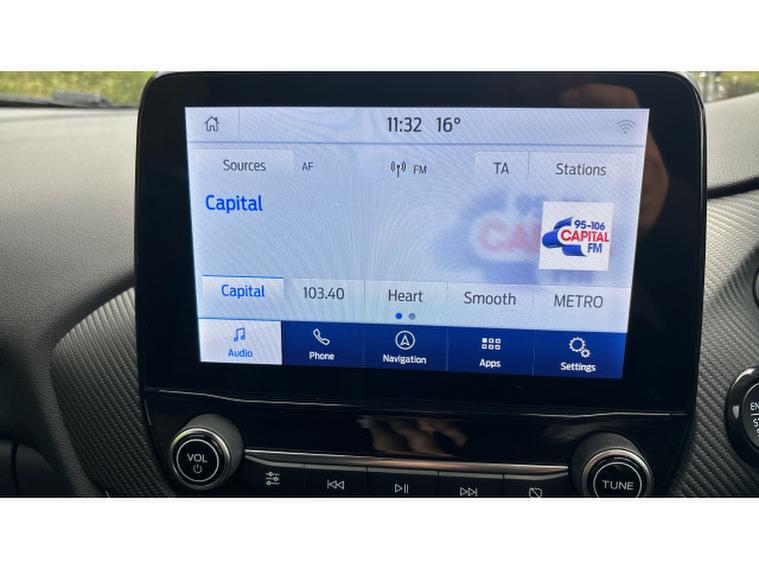 11:32 16°
Sources AF FM TA Stations
Capital
95-106
CAPITAL
FM
Capital 103.40 Heart Smooth METRO
Audio Phone Navigation Apps Settings
VOL
TUNE